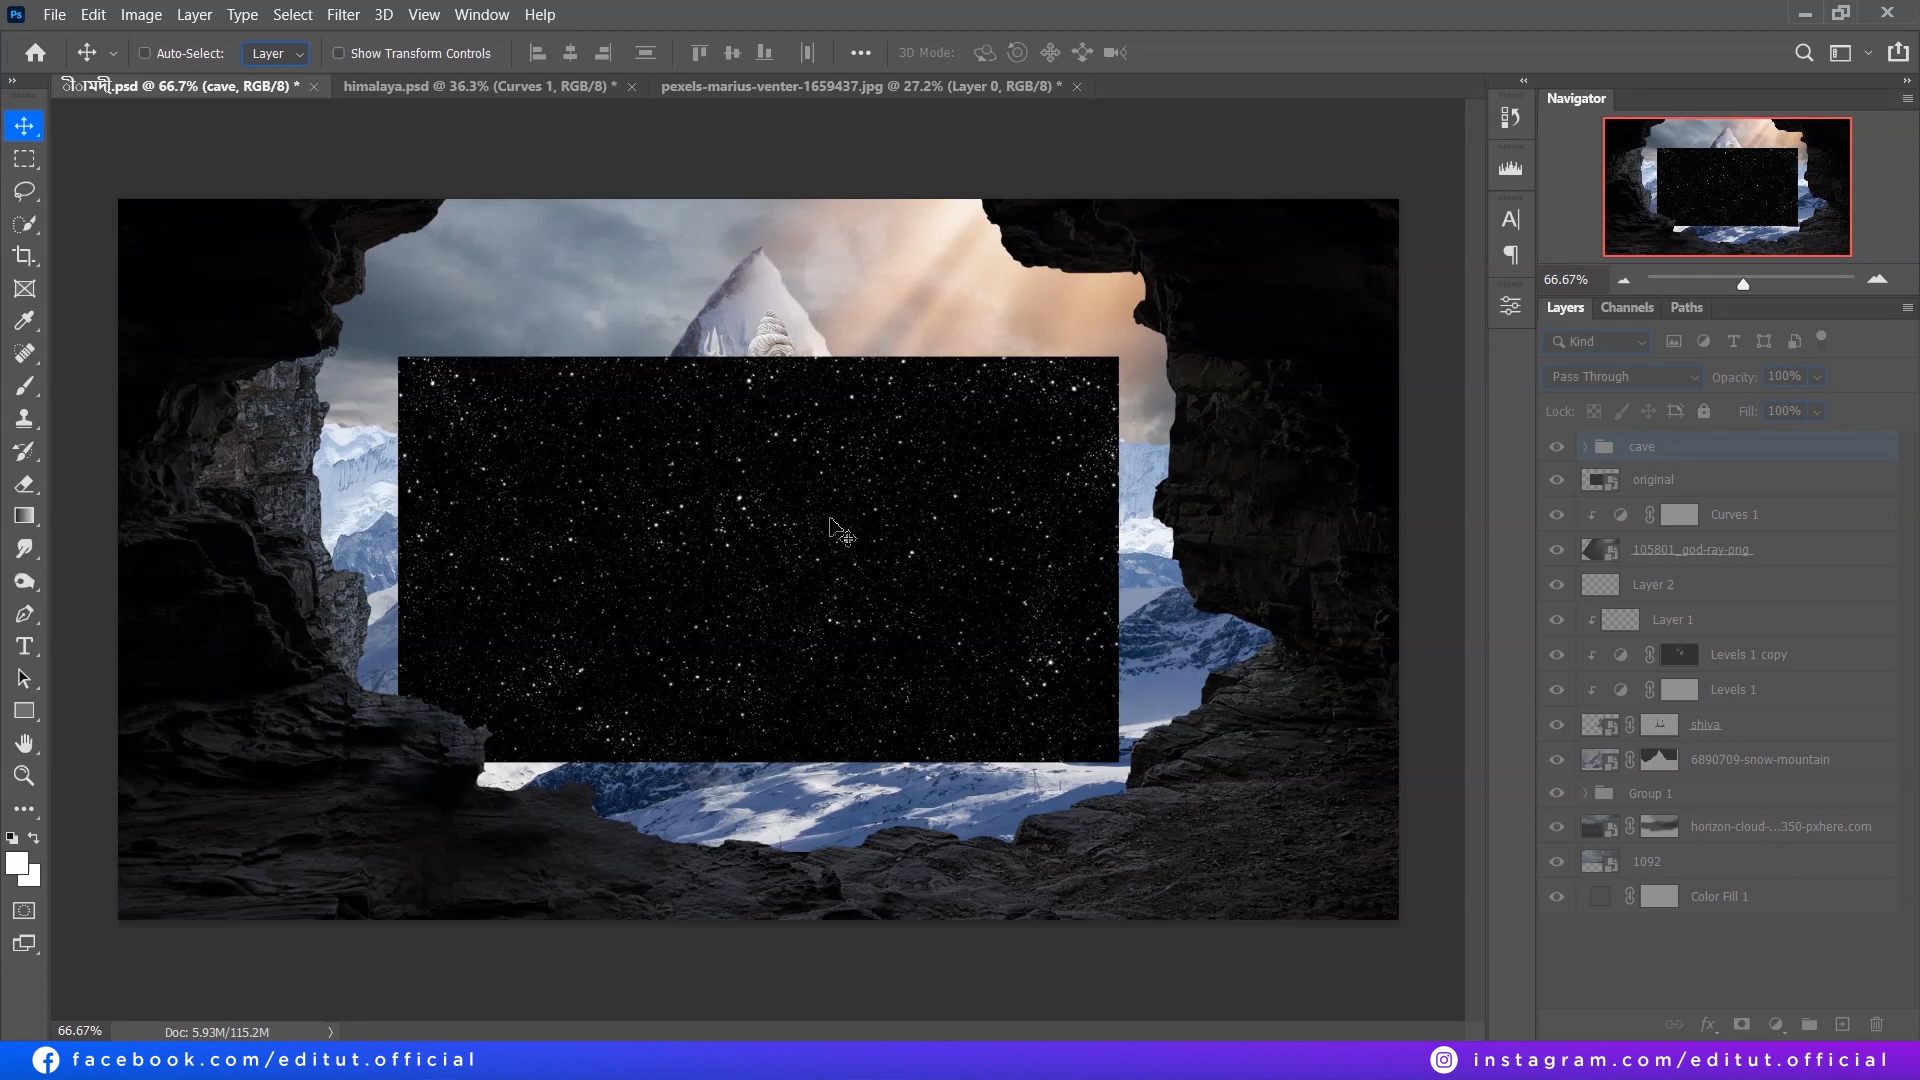 Ps File Edit Image Layer Type Select Filter 3D View Window Help
Auto-Select: Layer Show Transform Controls 3D Mode:
.psd @ 66.7% (cave, RGB/8) * himalaya.psd @ 36.3% (Curves 1, RGB/8) * pexels-marius-venter-1659437.jpg @ 27.2% (Layer 0, RGB/8) *
Navigator
66.67%
Layers Channels Paths
Kind
Pass Through Opacity: 100%
Lock: Fill: 100%
cave
original
Curves 1
105801_god-ray-png_
Layer 2
Layer 1
Levels 1 copy
Levels 1
shiva
6890709-snow-mountain
Group 1
horizon-cloud-...350-pxhere.com
1092
Color Fill 1
66.67% Doc: 5.93M/115.2M
facebook.com/editut.official
instagram.com/editut.official